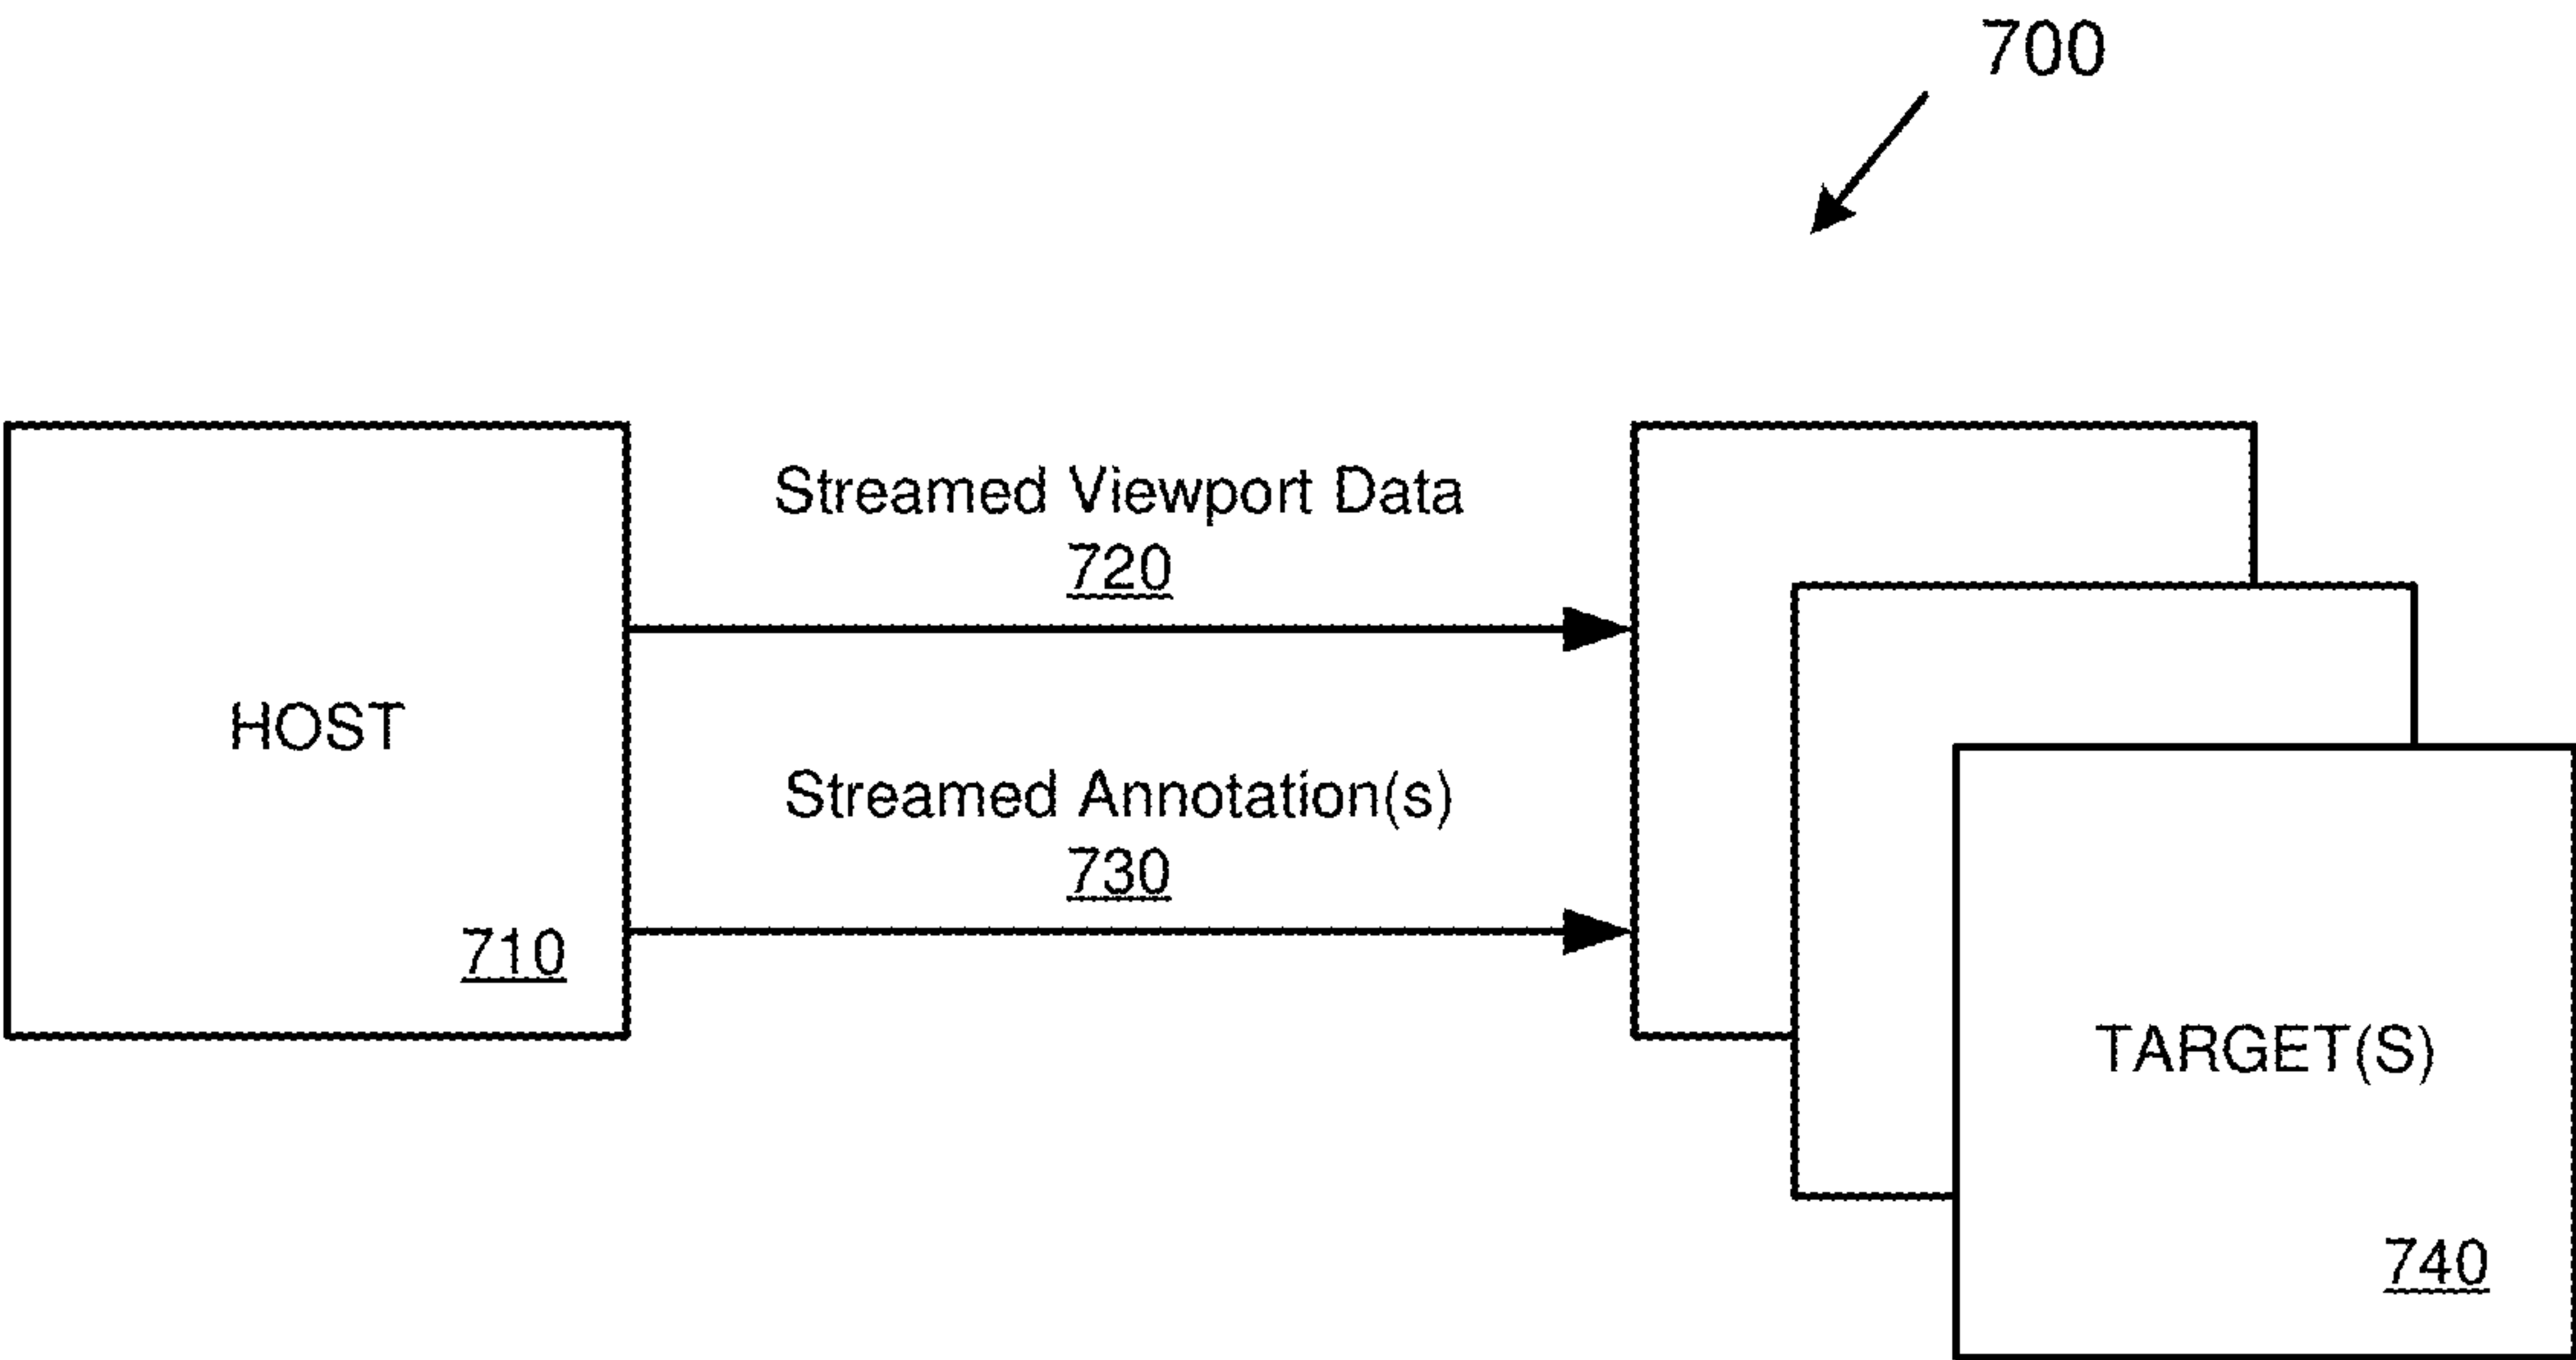 700
Streamed Viewport Data
720
HOST
710
Streamed Annotation(s)
730
TARGET(S)
740